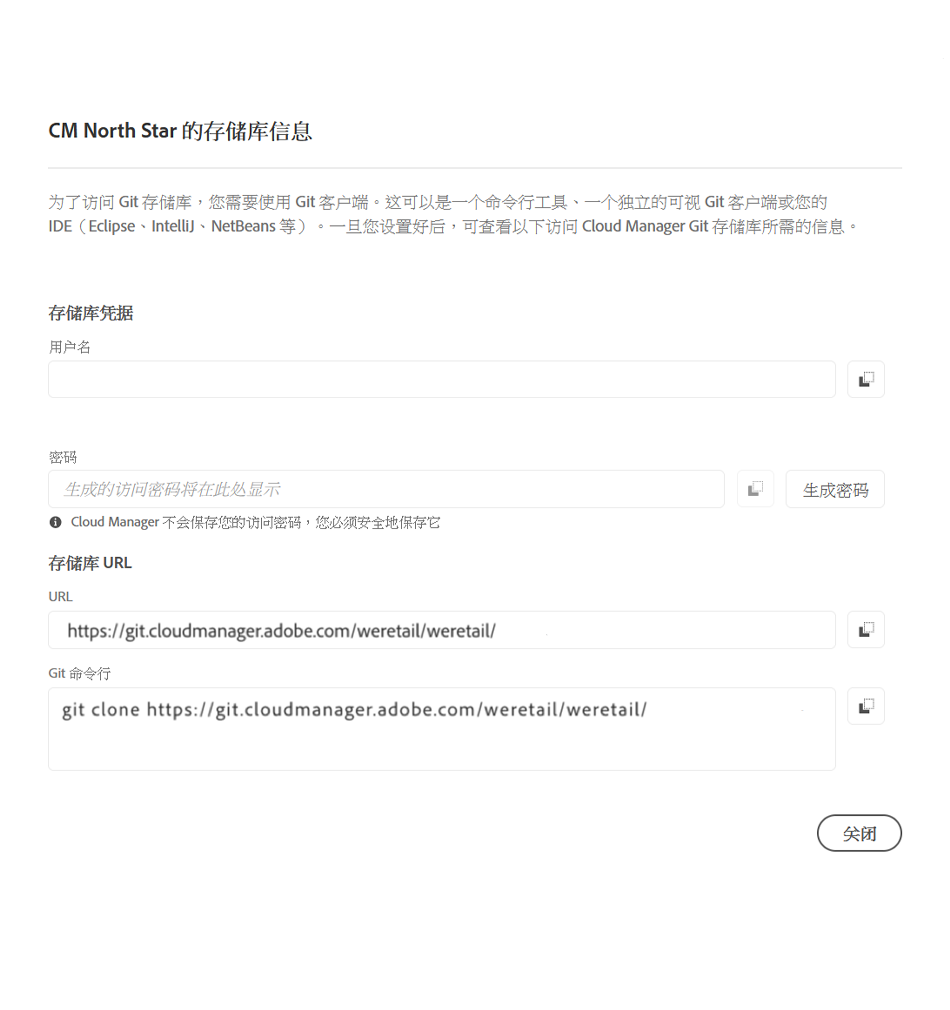 CM North Star 的存储库信息
为了访问 Git 存储库，您需要使用 Git 客户端。这可以是一个命令行工具、一个独立的可视 Git 客户端或您的
IDE（Eclipse、IntelliJ、NetBeans 等）。一旦您设置好后，可查看以下访问 Cloud Manager Git 存储库所需的信息。
存储库凭据
用户名
密码
生成的访问密码将在此处显示
生成密码
Cloud Manager 不会保存您的访问密码，您必须安全地保存它
存储库 URL
URL
https://git.cloudmanager.adobe.com/weretail/weretail/
Git 命令行
git clone https://git.cloudmanager.adobe.com/weretail/weretail/
关闭